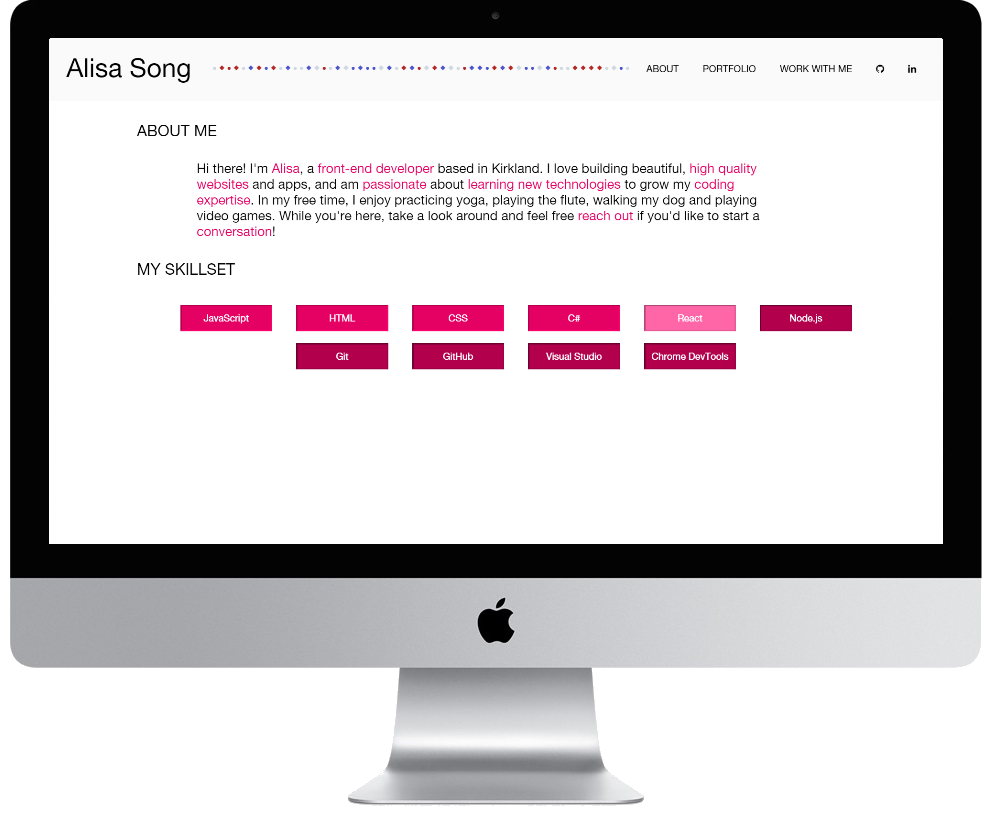 Alisa Song
ABOUT PORTFOLIO WORK WITH ME in
ABOUT ME
Hi there! I'm Alisa, a front-end developer based in Kirkland. I love building beautiful, high quality
websites and apps, and am passionate about learning new technologies to grow my coding
expertise. In my free time, I enjoy practicing yoga, playing the flute, walking my dog and playing
video games. While you're here, take a look around and feel free reach out if you'd like to start a
conversation!
MY SKILLSET
JavaScript HTML CSS C# React Node.js
Git GitHub Visual Studio Chrome DevTools